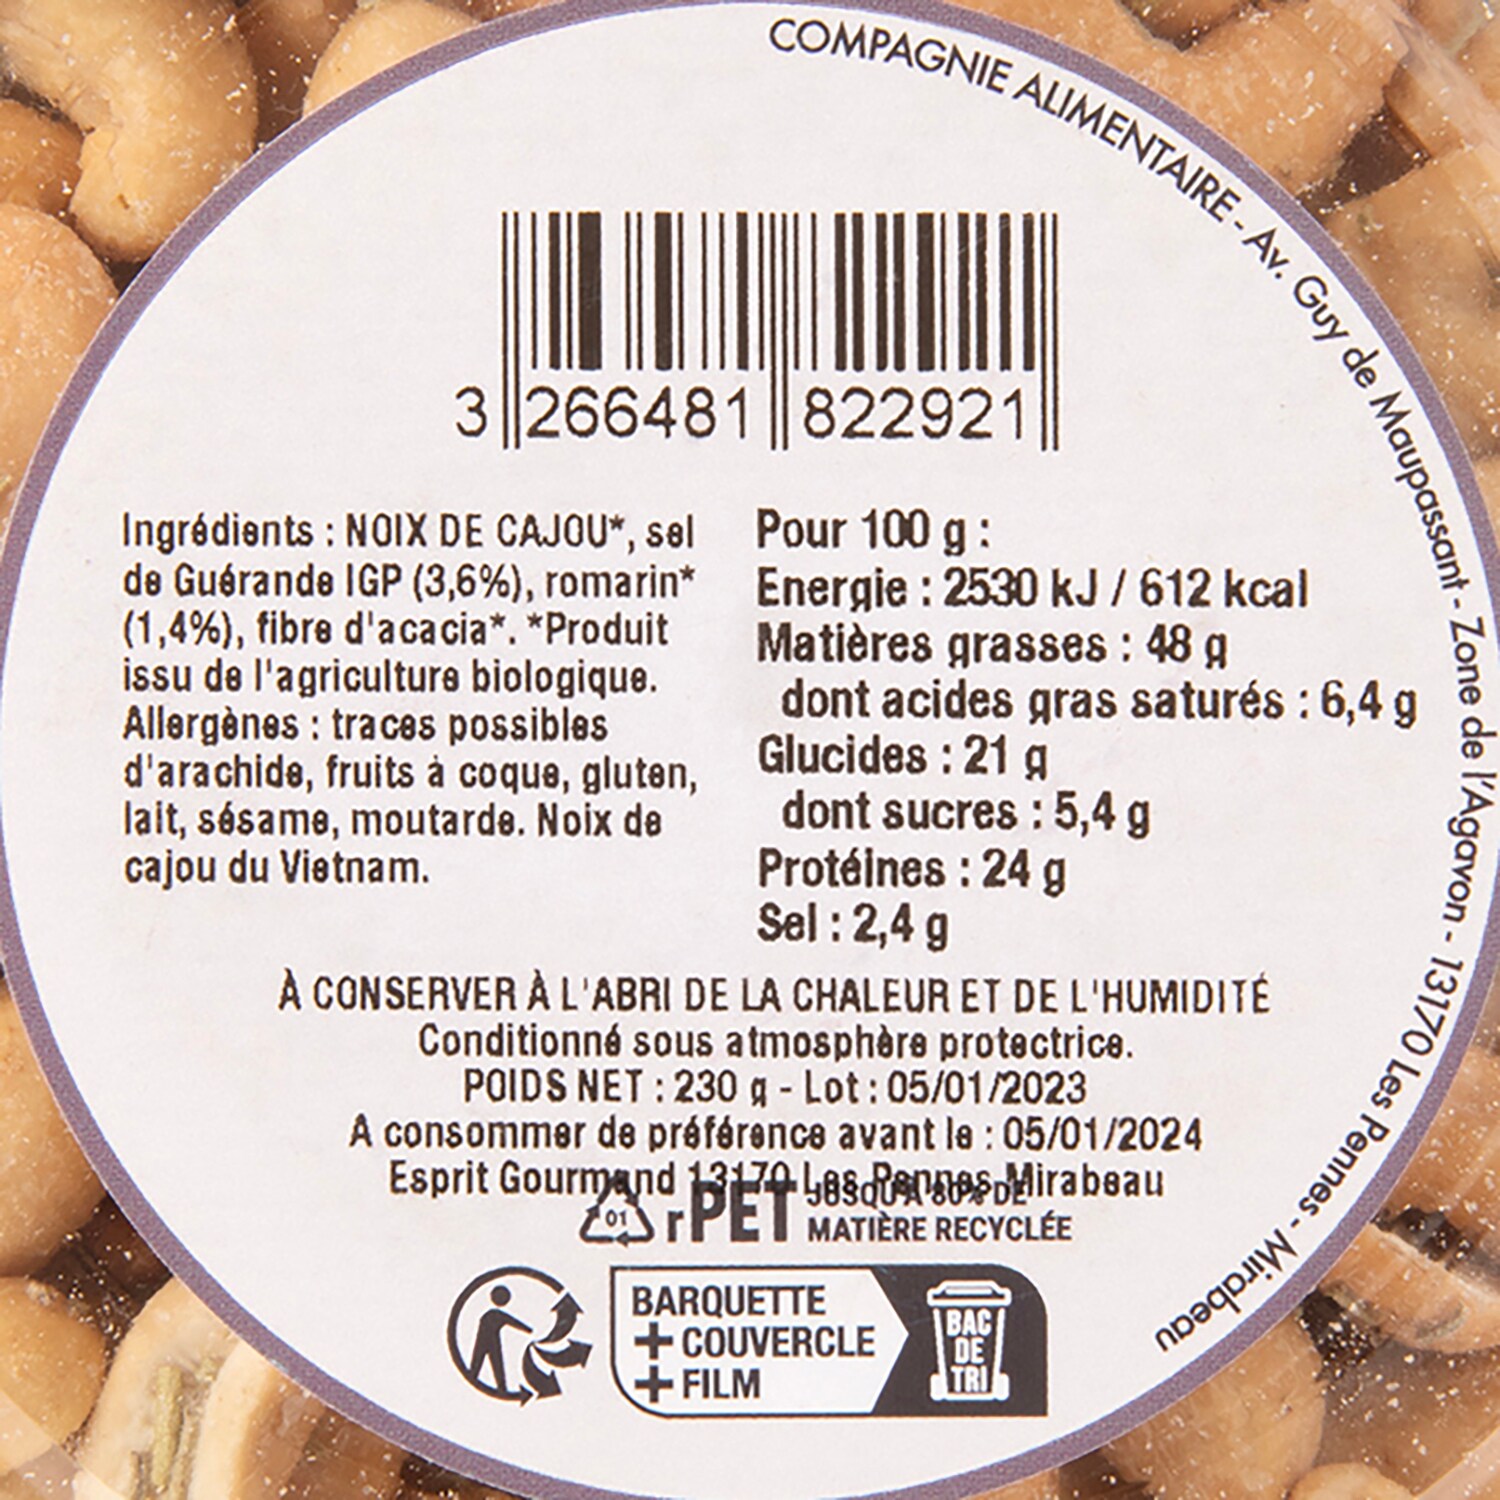 COMPAGNIE ALIMENTAIRE - Av. Guy de Maupassant - Zone de l'Agavon - 13170 Les Pennes - Mirabeau
3 266481 822921
Ingrédients : NOIX DE CAJOU*, sel
de Guérande IGP (3,6%), romarin*
(1,4%), fibre d'acacia*. *Produit
issu de l'agriculture biologique.
Allergènes : traces possibles
d'arachide, fruits à coque, gluten,
lait, sésame, moutarde. Noix de
cajou du Vietnam.
Pour 100 g :
Energie : 2530 kJ / 612 kcal
Matières grasses : 48 g
dont acides gras saturés : 6,4 g
Glucides : 21 g
dont sucres : 5,4 g
Protéines : 24 g
Sel : 2,4 g
À CONSERVER À L'ABRI DE LA CHALEUR ET DE L'HUMIDITÉ
Conditionné sous atmosphère protectrice.
POIDS NET : 230 g - Lot : 05/01/2023
A consommer de préférence avant le : 05/01/2024
Esprit Gourmand 13170 Les Pennes Mirabeau
01 rPET JUSQU'À 80% DE
MATIÈRE RECYCLÉE
BARQUETTE
+ COUVERCLE
+ FILM
BAC
DE
TRI